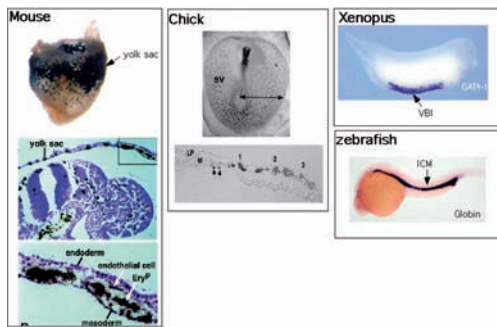 Mouse
yolk sac
yolk sac
endoderm
endothelial cell
EryP
mesoderm
Chick
SV
LP
M
1
2
3
Xenopus
GATA-1
VBI
zebrafish
ICM
Globin